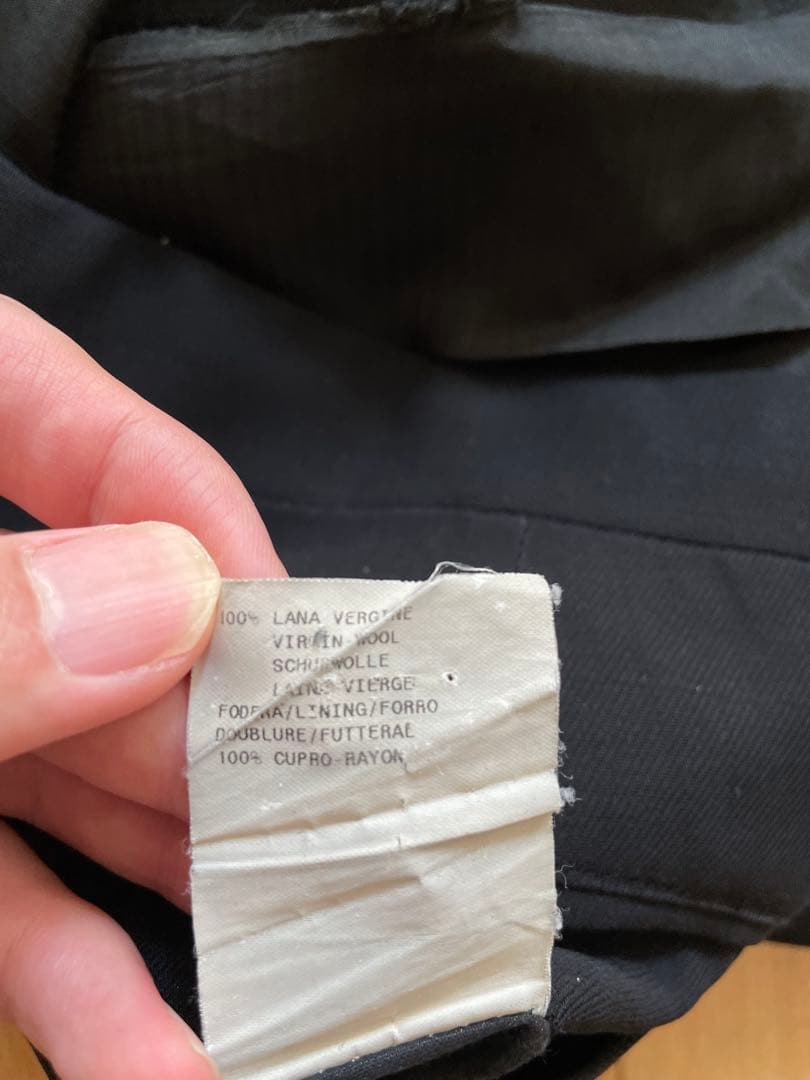 100% LANA VERGINE
VIRGIN WOOL
SCHURWOLLE
LAINE VIERGE
FODERA/LINING/FORRO
DOUBLURE/FUTTERAL
100% CUPRO-RAYON